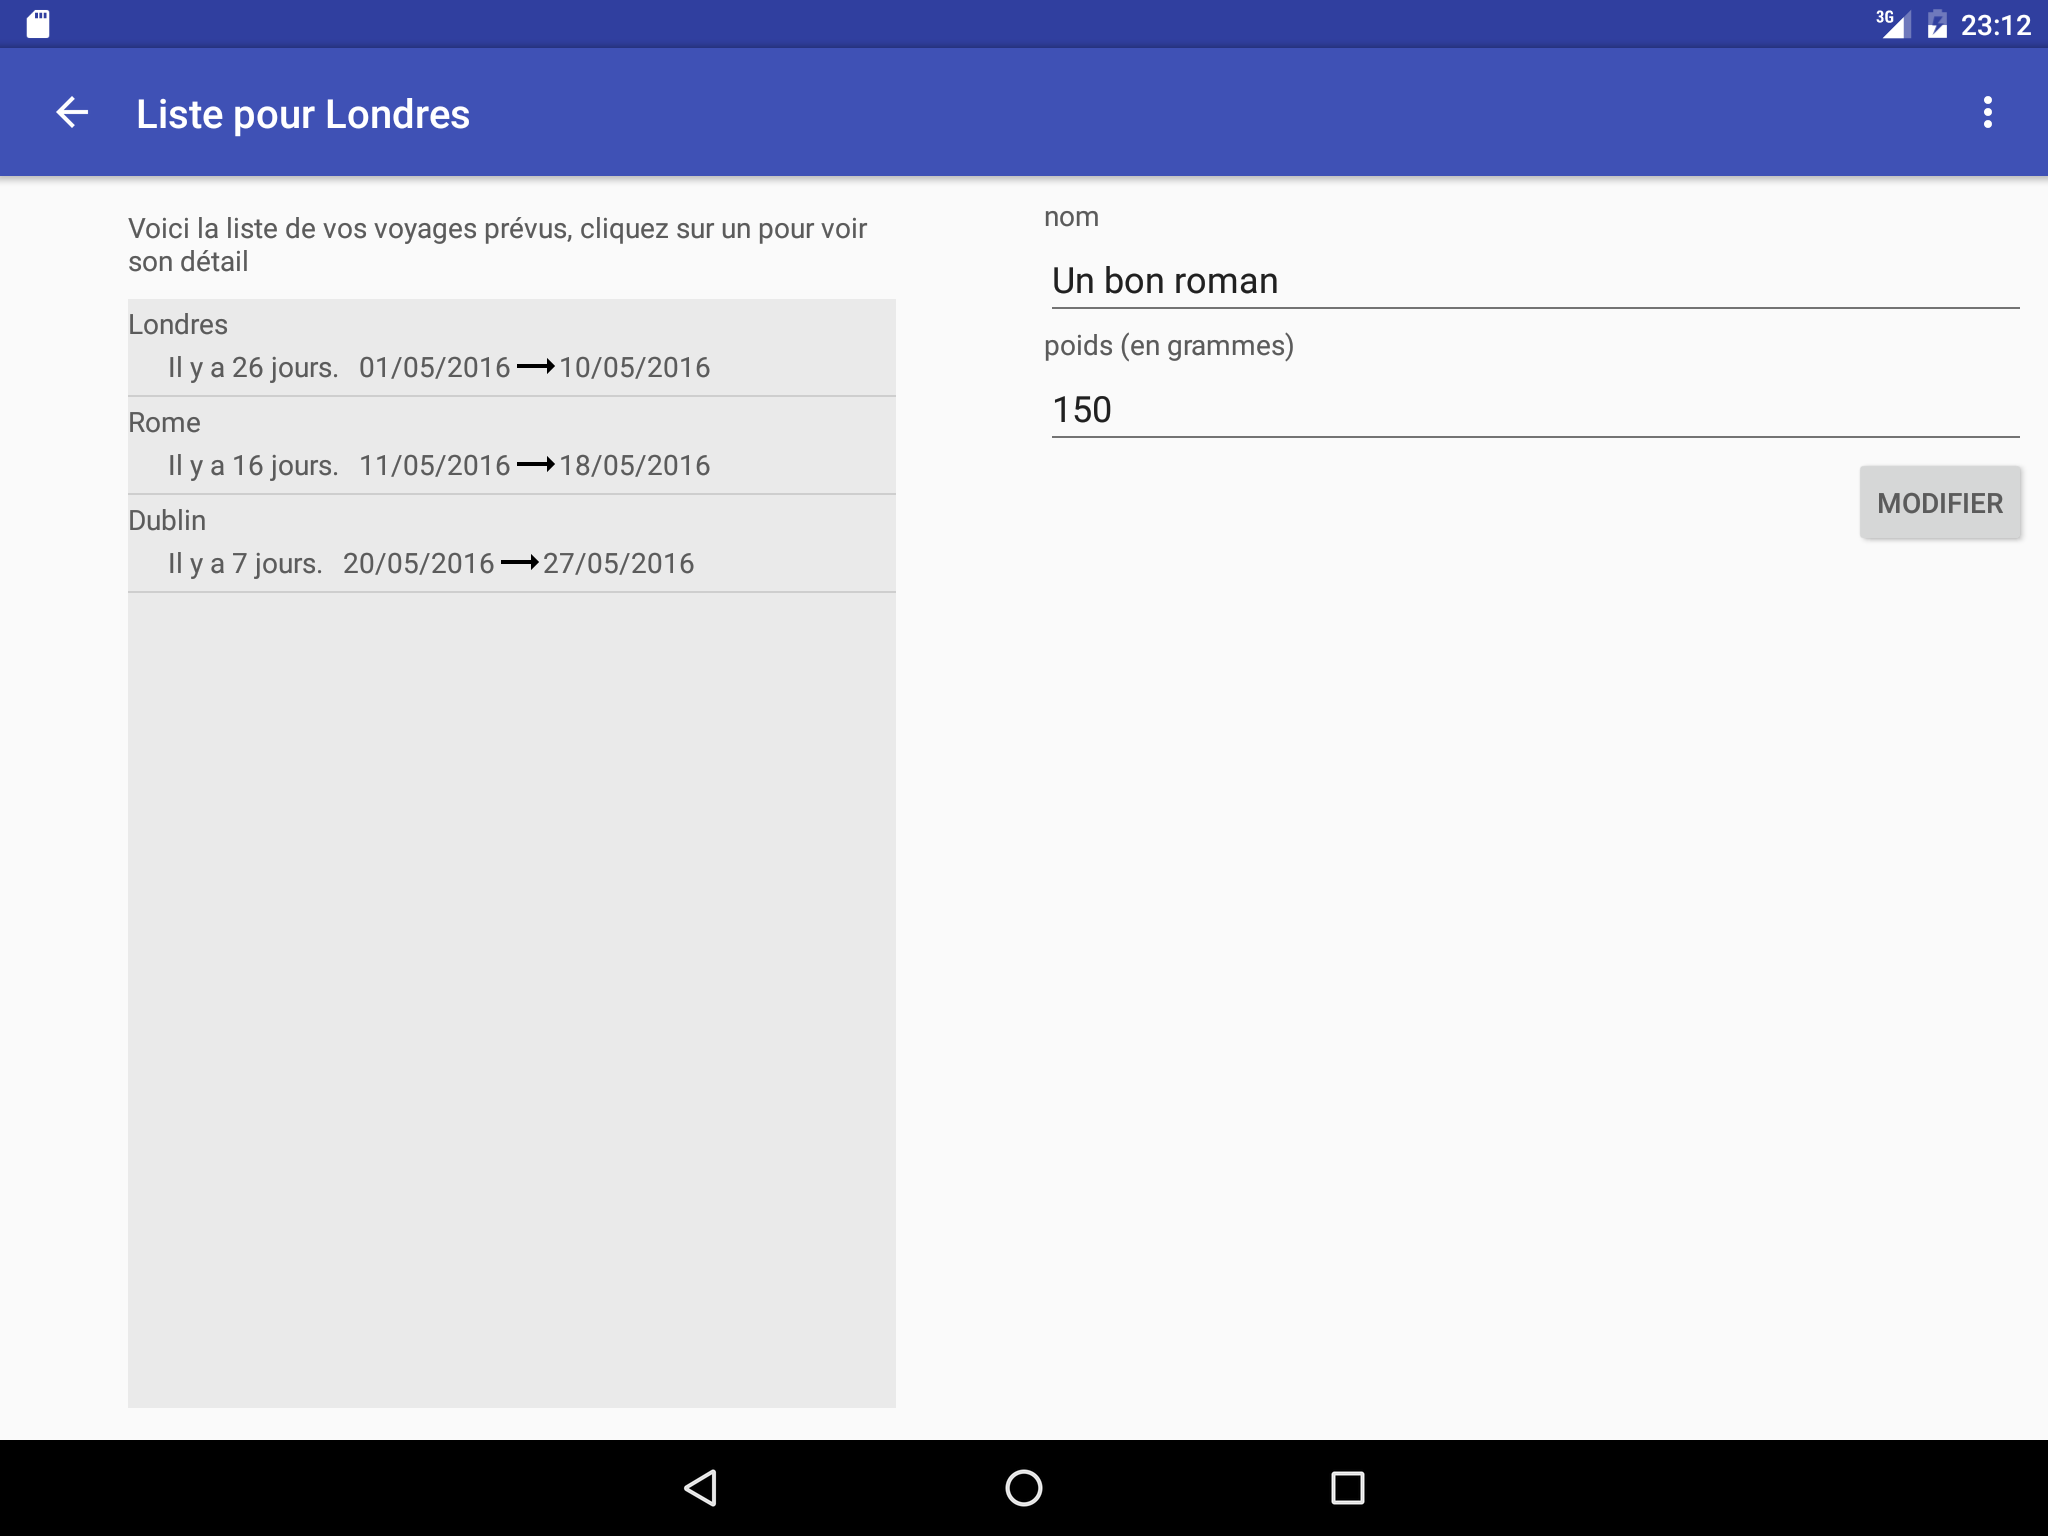 3G 23:12
Liste pour Londres
Voici la liste de vos voyages prévus, cliquez sur un pour voir
son détail
Londres
Il y a 26 jours. 01/05/2016 10/05/2016
Rome
Il y a 16 jours. 11/05/2016 18/05/2016
Dublin
Il y a 7 jours. 20/05/2016 27/05/2016
nom
Un bon roman
poids (en grammes)
150
MODIFIER